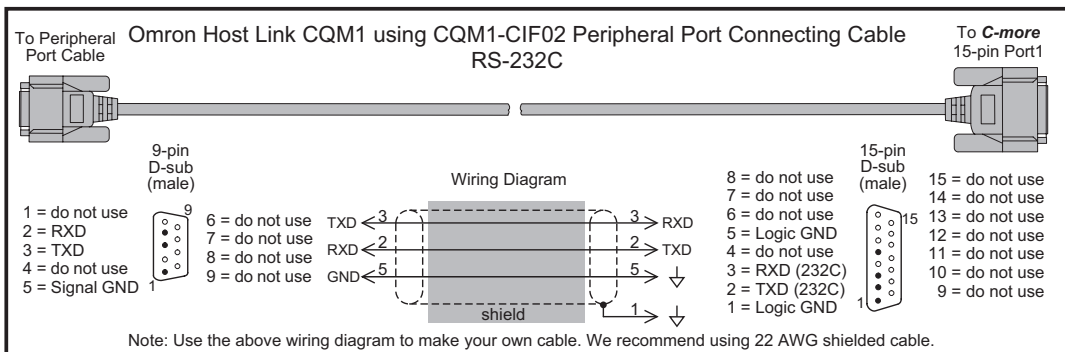 To Peripheral
Port Cable
Omron Host Link CQM1 using CQM1-CIF02 Peripheral Port Connecting Cable
RS-232C
To C-more
15-pin Port1
9-pin
D-sub
(male)
1 = do not use
2 = RXD
3 = TXD
4 = do not use
5 = Signal GND
9
1
6 = do not use
7 = do not use
8 = do not use
9 = do not use
Wiring Diagram
TXD 3 3 RXD
RXD 2 2 TXD
GND 5 5
1
shield
8 = do not use
7 = do not use
6 = do not use
5 = Logic GND
4 = do not use
3 = RXD (232C)
2 = TXD (232C)
1 = Logic GND
15-pin
D-sub
(male)
15
1
15 = do not use
14 = do not use
13 = do not use
12 = do not use
11 = do not use
10 = do not use
9 = do not use
Note: Use the above wiring diagram to make your own cable. We recommend using 22 AWG shielded cable.